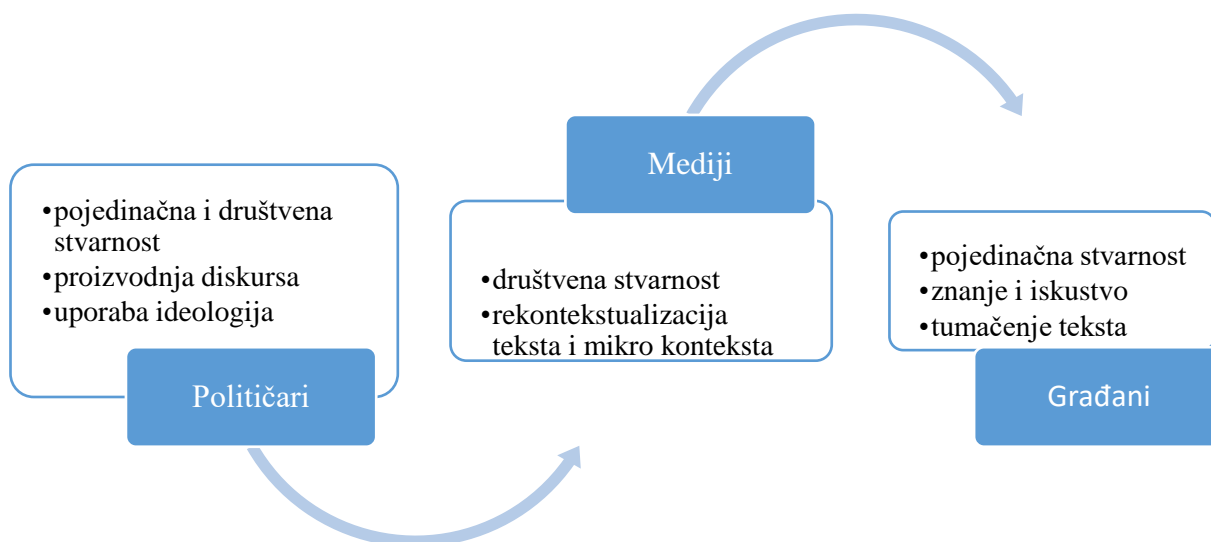 •pojedinačna i društvena
stvarnost
•proizvodnja diskursa
•uporaba ideologija
Političari
Mediji
•društvena stvarnost
•rekontekstualizacija
teksta i mikro konteksta
•pojedinačna stvarnost
•znanje i iskustvo
•tumačenje teksta
Građani